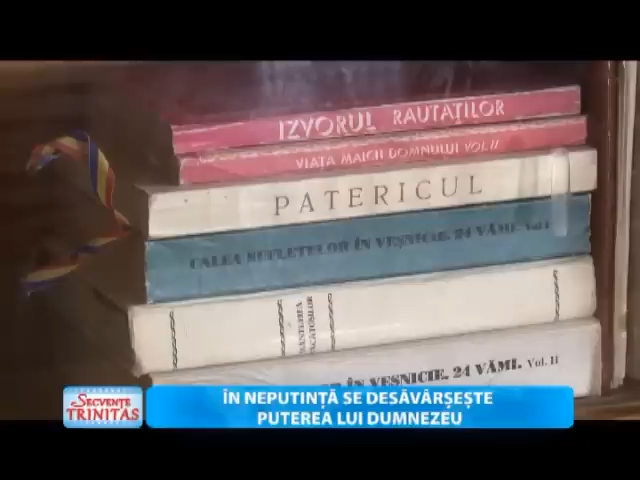 IZVORUL RAUTAȚILOR
VIAȚA MAICII DOMNULUI VOL II
PATERICUL
CALEA SUFLETELOR ÎN VEȘNICIE. 24 VĂMI. Vol I
ÎN VEȘNICIE. 24 VĂMI. Vol. II
SECVENȚE
TRINITAS
ÎN NEPUTINȚĂ SE DESĂVÂRȘEȘTE
PUTEREA LUI DUMNEZEU